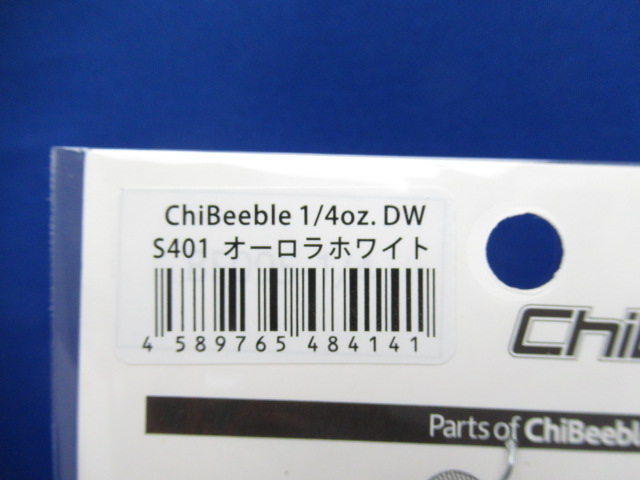 ChiBeeble 1/4oz. DW
S401 オーロラホワイト
4 589765 484141
Parts of ChiBeeble